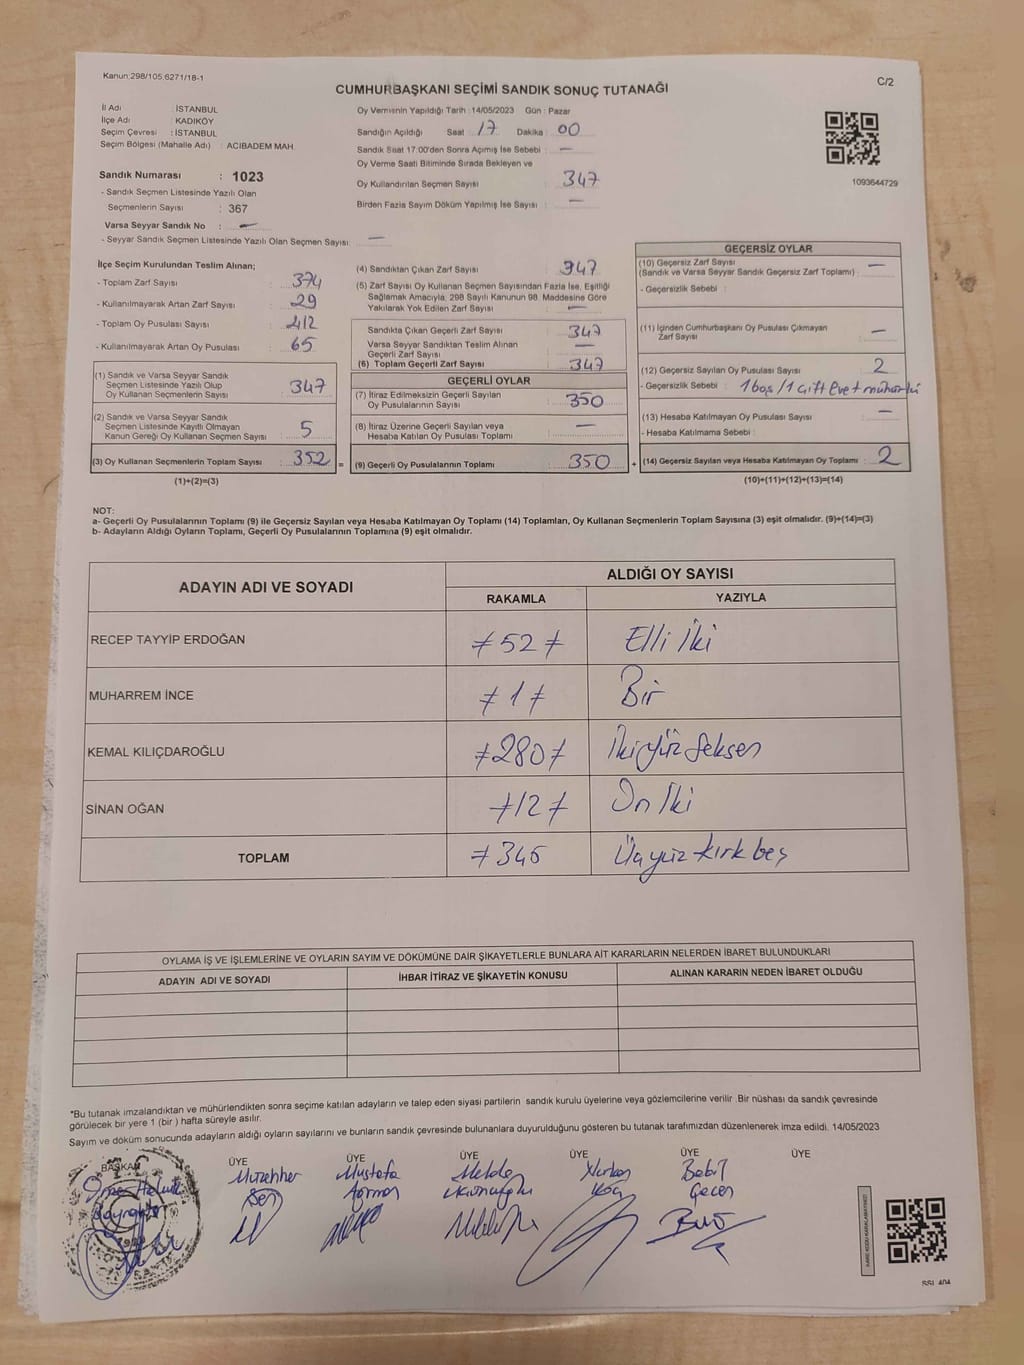 Kanun:298/105.6271/18-1
C/2
CUMHURBAŞKANI SEÇİMİ SANDIK SONUÇ TUTANAĞI
İl Adı : İSTANBUL
İlçe Adı : KADIKÖY
Seçim Çevresi : İSTANBUL
Seçim Bölgesi (Mahalle Adı) : ACIBADEM MAH.
Sandık Numarası : 1023
- Sandık Seçmen Listesinde Yazılı Olan
Seçmenlerin Sayısı : 367
Varsa Seyyar Sandık No : —
- Seyyar Sandık Seçmen Listesinde Yazılı Olan Seçmen Sayısı: —
Oy Vermenin Yapıldığı Tarih :14/05/2023 Gün : Pazar
Sandığın Açıldığı Saat : 17 Dakika : 00
Sandık Saat 17:00'den Sonra Açımış İse Sebebi : —
Oy Verme Saati Bitiminde Sırada Bekleyen ve
Oy Kullandırılan Seçmen Sayısı : 347
Birden Fazla Sayım Döküm Yapılmış İse Sayısı : —
1093644729
İlçe Seçim Kurulundan Teslim Alınan;
- Toplam Zarf Sayısı : 374
- Kullanılmayarak Artan Zarf Sayısı : 29
- Toplam Oy Pusulası Sayısı : 412
- Kullanılmayarak Artan Oy Pusulası : 65
(1) Sandık ve Varsa Seyyar Sandık
Seçmen Listesinde Yazılı Olup
Oy Kullanan Seçmenlerin Sayısı : 347
(2) Sandık ve Varsa Seyyar Sandık
Seçmen Listesinde Kayıtlı Olmayan
Kanun Gereği Oy Kullanan Seçmen Sayısı : 5
(3) Oy Kullanan Seçmenlerin Toplam Sayısı : 352 =
(1)+(2)=(3)
(4) Sandıktan Çıkan Zarf Sayısı : 347
(5) Zarf Sayısı Oy Kullanan Seçmen Sayısından Fazla İse, Eşitliği
Sağlamak Amacıyla, 298 Sayılı Kanunun 98. Maddesine Göre
Yakılarak Yok Edilen Zarf Sayısı : —
Sandıkta Çıkan Geçerli Zarf Sayısı : 347
Varsa Seyyar Sandıktan Teslim Alınan
Geçerli Zarf Sayısı : —
(6) Toplam Geçerli Zarf Sayısı : 347
GEÇERLİ OYLAR
(7) İtiraz Edilmeksizin Geçerli Sayılan
Oy Pusulalarının Sayısı : 350
(8) İtiraz Üzerine Geçerli Sayılan veya
Hesaba Katılan Oy Pusulası Toplamı : —
(9) Geçerli Oy Pusulalarının Toplamı : 350 +
GEÇERSİZ OYLAR
(10) Geçersiz Zarf Sayısı
(Sandık ve Varsa Seyyar Sandık Geçersiz Zarf Toplamı) : —
- Geçersizlik Sebebi :
(11) İçinden Cumhurbaşkanı Oy Pusulası Çıkmayan
Zarf Sayısı : —
(12) Geçersiz Sayılan Oy Pusulası Sayısı : 2
- Geçersizlik Sebebi : 1 boş / 1 çift Evet mühürlü
(13) Hesaba Katılmayan Oy Pusulası Sayısı : —
- Hesaba Katılmama Sebebi :
(14) Geçersiz Sayılan veya Hesaba Katılmayan Oy Toplamı : 2
(10)+(11)+(12)+(13)=(14)
NOT:
a- Geçerli Oy Pusulalarının Toplamı (9) ile Geçersiz Sayılan veya Hesaba Katılmayan Oy Toplamı (14) Toplamları, Oy Kullanan Seçmenlerin Toplam Sayısına (3) eşit olmalıdır. (9)+(14)=(3)
b- Adayların Aldığı Oyların Toplamı, Geçerli Oy Pusulalarının Toplamına (9) eşit olmalıdır.
ADAYIN ADI VE SOYADI
ALDIĞI OY SAYISI
RAKAMLA YAZIYLA
RECEP TAYYİP ERDOĞAN ≠ 52 ≠ Elli İki
MUHARREM İNCE ≠ 1 ≠ Bir
KEMAL KILIÇDAROĞLU ≠ 280 ≠ İkiyüz Seksen
SİNAN OĞAN ≠ 12 ≠ On İki
TOPLAM ≠ 345 Üçyüz kırk beş
OYLAMA İŞ VE İŞLEMLERİNE VE OYLARIN SAYIM VE DÖKÜMÜNE DAİR ŞİKAYETLERLE BUNLARA AİT KARARLARIN NELERDEN İBARET BULUNDUKLARI
ADAYIN ADI VE SOYADI İHBAR İTİRAZ VE ŞİKAYETİN KONUSU ALINAN KARARIN NEDEN İBARET OLDUĞU
*Bu tutanak imzalandıktan ve mühürlendikten sonra seçime katılan adayların ve talep eden siyasi partilerin sandık kurulu üyelerine veya gözlemcilerine verilir .Bir nüshası da sandık çevresinde
görülecek bir yere 1 (bir ) hafta süreyle asılır.
Sayım ve döküm sonucunda adayların aldığı oyların sayılarını ve bunların sandık çevresinde bulunanlara duyurulduğunu gösteren bu tutanak tarafımızdan düzenlenerek imza edildi. 14/05/2023
BAŞKAN ÜYE ÜYE ÜYE ÜYE ÜYE ÜYE
Muzehher Mustafa
Şen